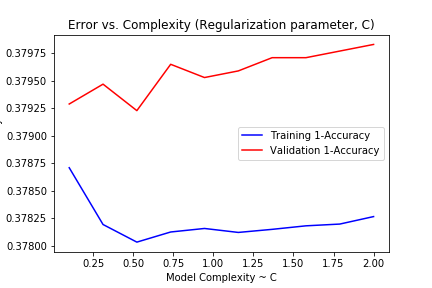 Error vs. Complexity (Regularization parameter, C)
0.37975
0.37950
0.37925
0.37900
0.37875
0.37850
0.37825
0.37800
Training 1-Accuracy
Validation 1-Accuracy
0.25 0.50 0.75 1.00 1.25 1.50 1.75 2.00
Model Complexity ~ C